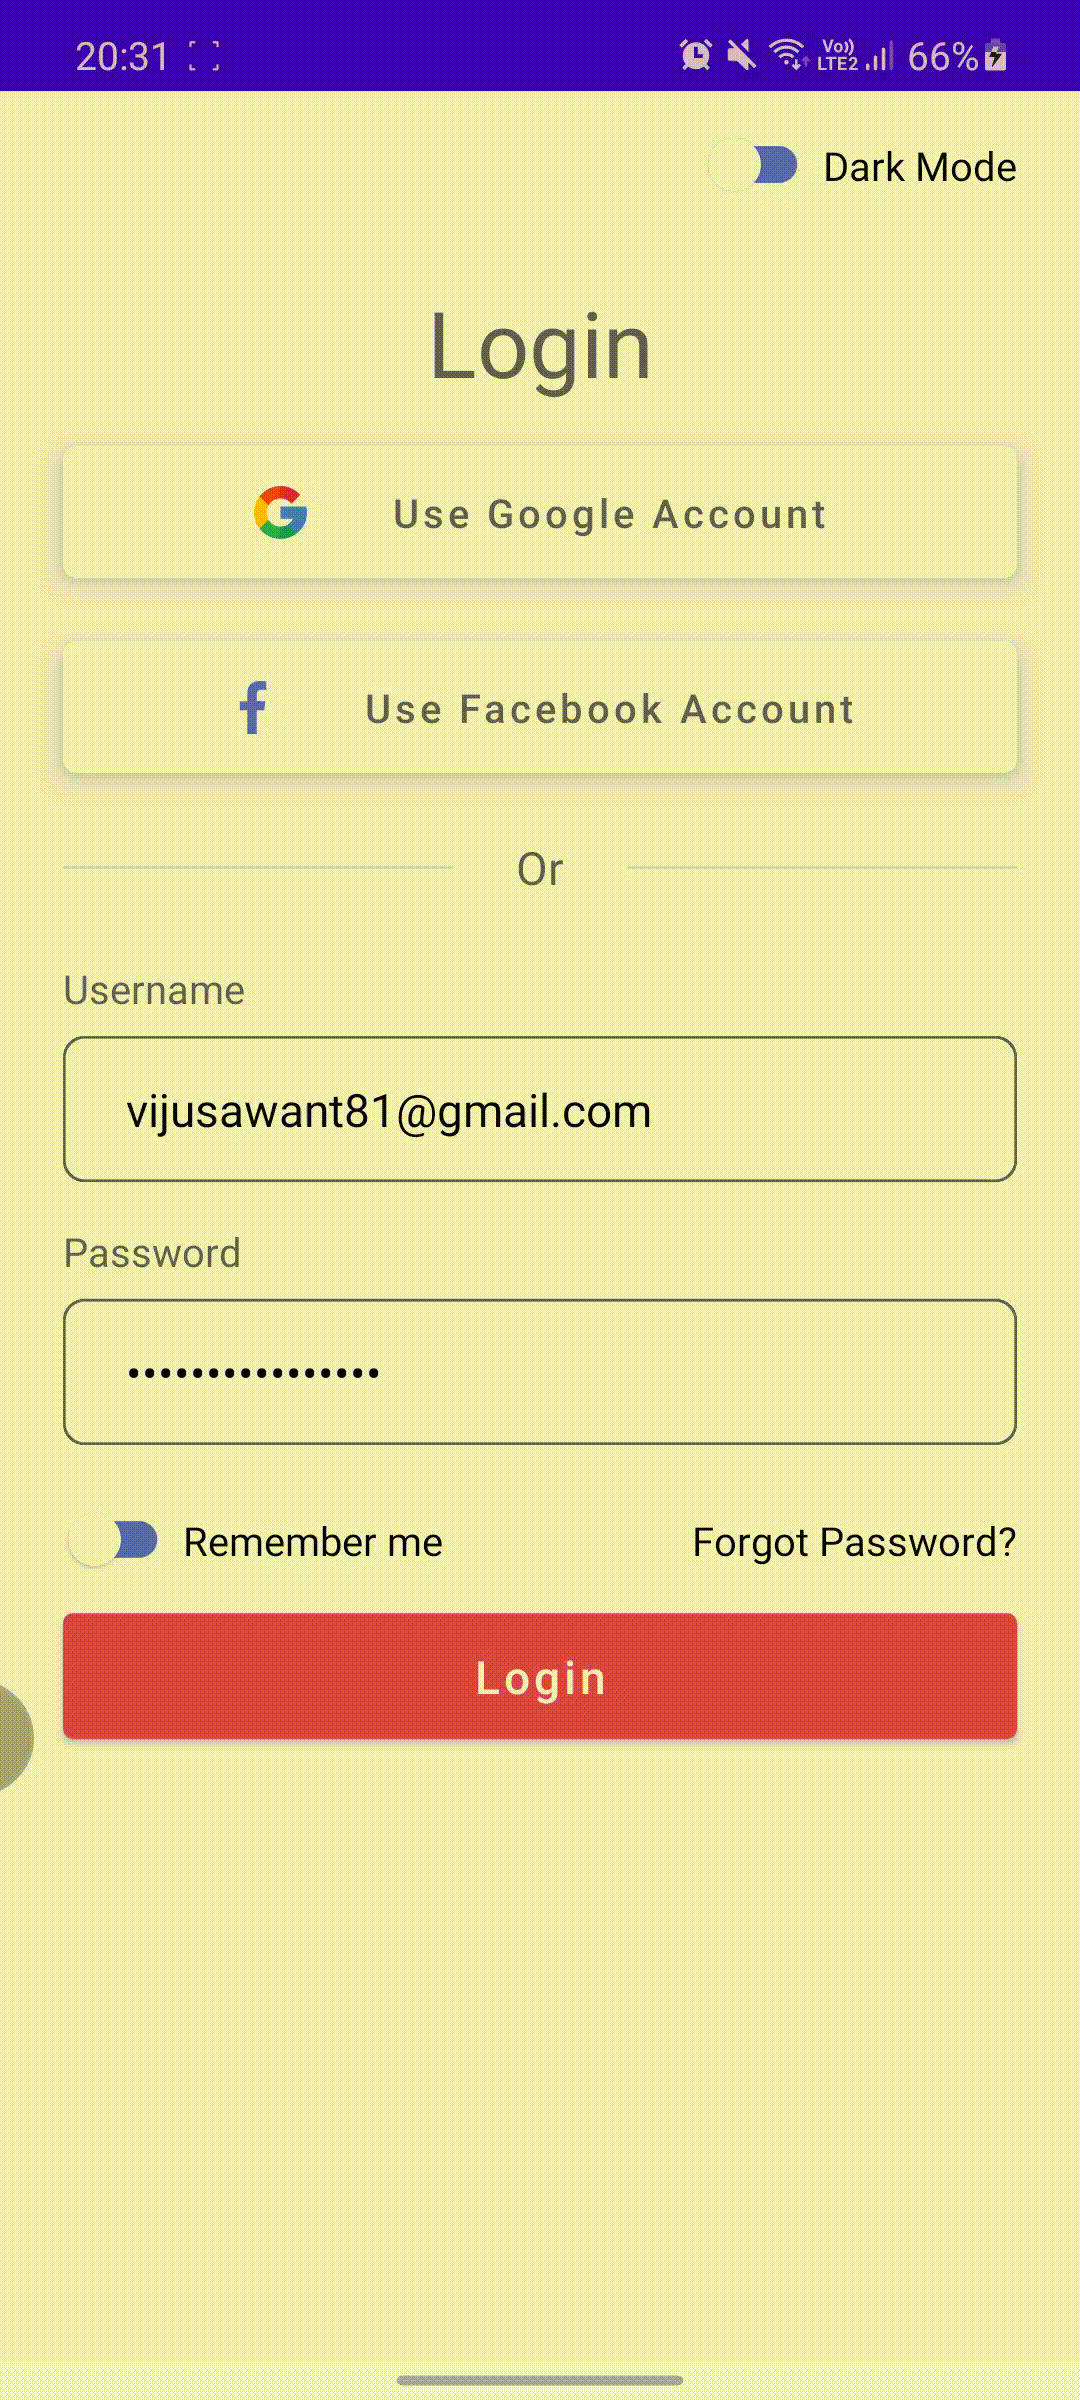 20:31 Vo)) LTE2 66%
Dark Mode
Login
Use Google Account
Use Facebook Account
Or
Username
vijusawant81@gmail.com
Password
••••••••••••••••
Remember me Forgot Password?
Login